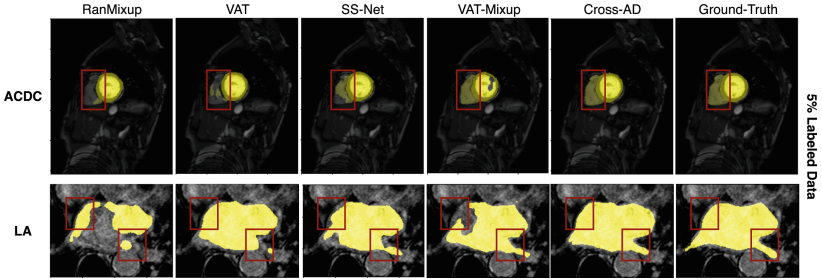 RanMixup VAT SS-Net VAT-Mixup Cross-AD Ground-Truth
ACDC
LA
5% Labeled Data